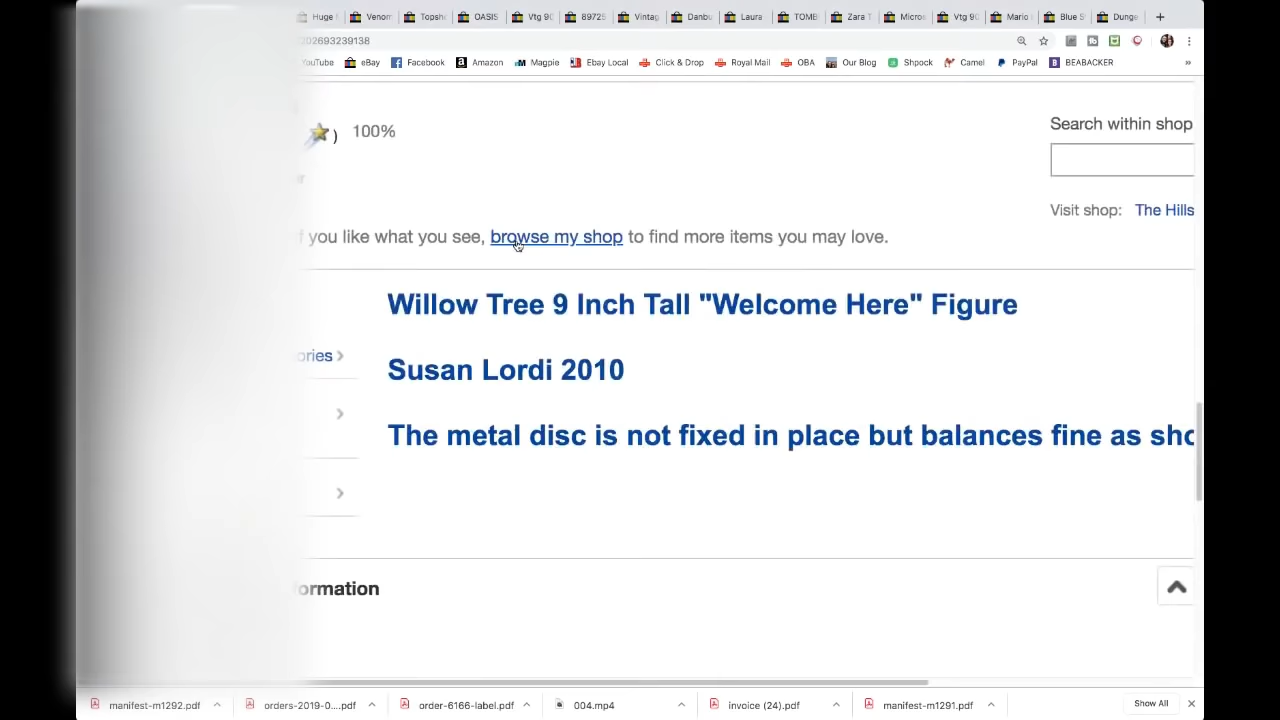 Huge Venom Topsh OASIS Vtg 90 89725 Vintag Danbu Laura TOMB Zara T Micros Vtg 90 Mario Blue S Dunge
202693239138
YouTube eBay Facebook Amazon Magpie Ebay Local Click & Drop Royal Mail OBA Our Blog Shpock Camel PayPal BEABACKER »
) 100%
Search within shop
Visit shop: The Hills
if you like what you see, browse my shop to find more items you may love.
Willow Tree 9 Inch Tall "Welcome Here" Figure
ories
Susan Lordi 2010
The metal disc is not fixed in place but balances fine as sho
ormation
manifest-m1292.pdf orders-2019-0....pdf order-6166-label.pdf 004.mp4 invoice (24).pdf manifest-m1291.pdf Show All